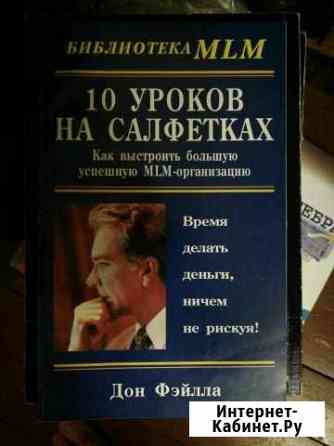 БИБЛИОТЕКА MLM
10 УРОКОВ
НА САЛФЕТКАХ
Как выстроить большую
успешную MLM-организацию
Время
делать
деньги,
ничем
не рискуя!
Дон Фэйлла
Интернет-
Кабинет.Ру